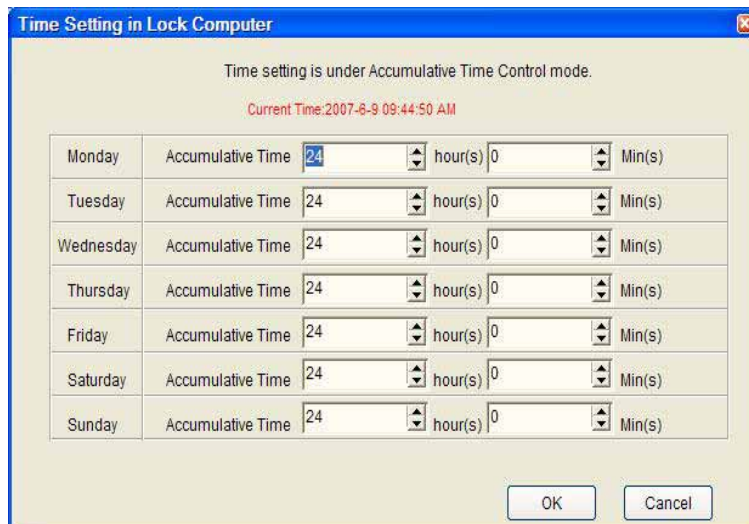 Time Setting in Lock Computer
Time setting is under Accumulative Time Control mode.
Current Time:2007-6-9 09:44:50 AM
Monday Accumulative Time 24 hour(s) 0 Min(s)
Tuesday Accumulative Time 24 hour(s) 0 Min(s)
Wednesday Accumulative Time 24 hour(s) 0 Min(s)
Thursday Accumulative Time 24 hour(s) 0 Min(s)
Friday Accumulative Time 24 hour(s) 0 Min(s)
Saturday Accumulative Time 24 hour(s) 0 Min(s)
Sunday Accumulative Time 24 hour(s) 0 Min(s)
OK Cancel